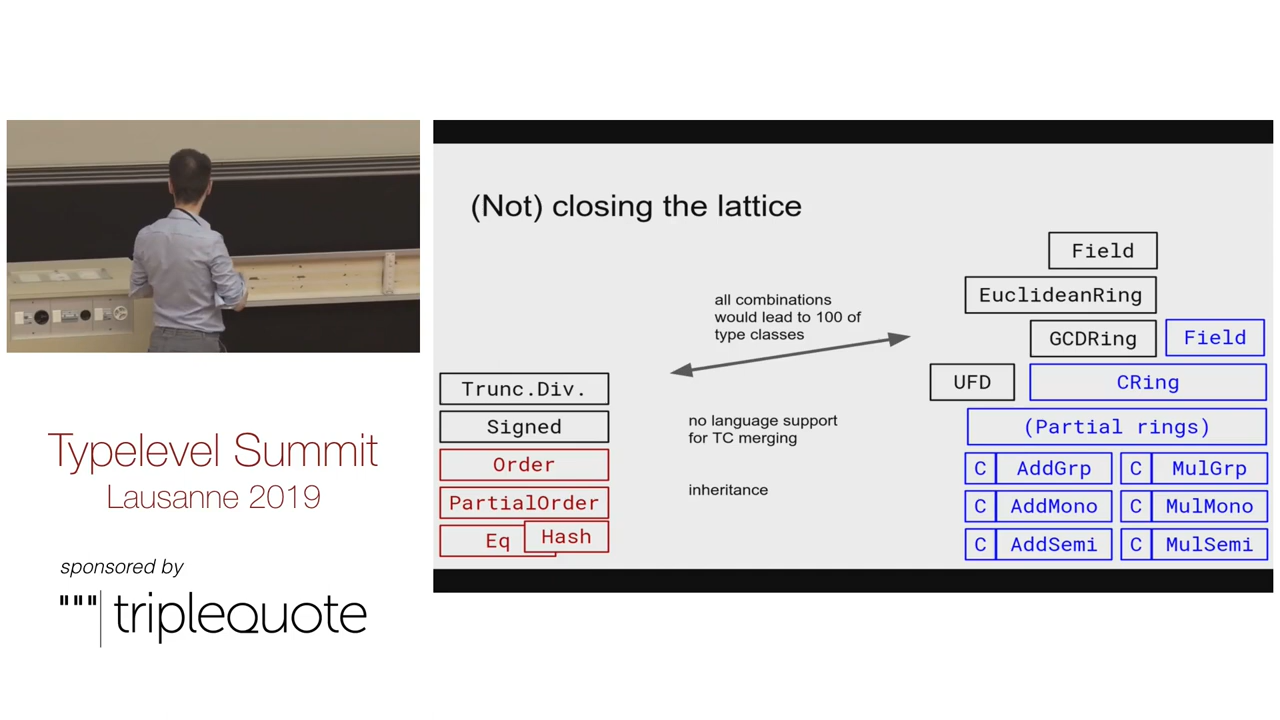 (Not) closing the lattice
Field
EuclideanRing
all combinations
would lead to 100 of
type classes
GCDRing
Field
Trunc.Div.
UFD
CRing
Signed
no language support
for TC merging
(Partial rings)
Order
C AddGrp
C MulGrp
PartialOrder
inheritance
C AddMono
C MulMono
Eq
Hash
C AddSemi
C MulSemi
Typelevel Summit
Lausanne 2019
sponsored by
"""|triplequote